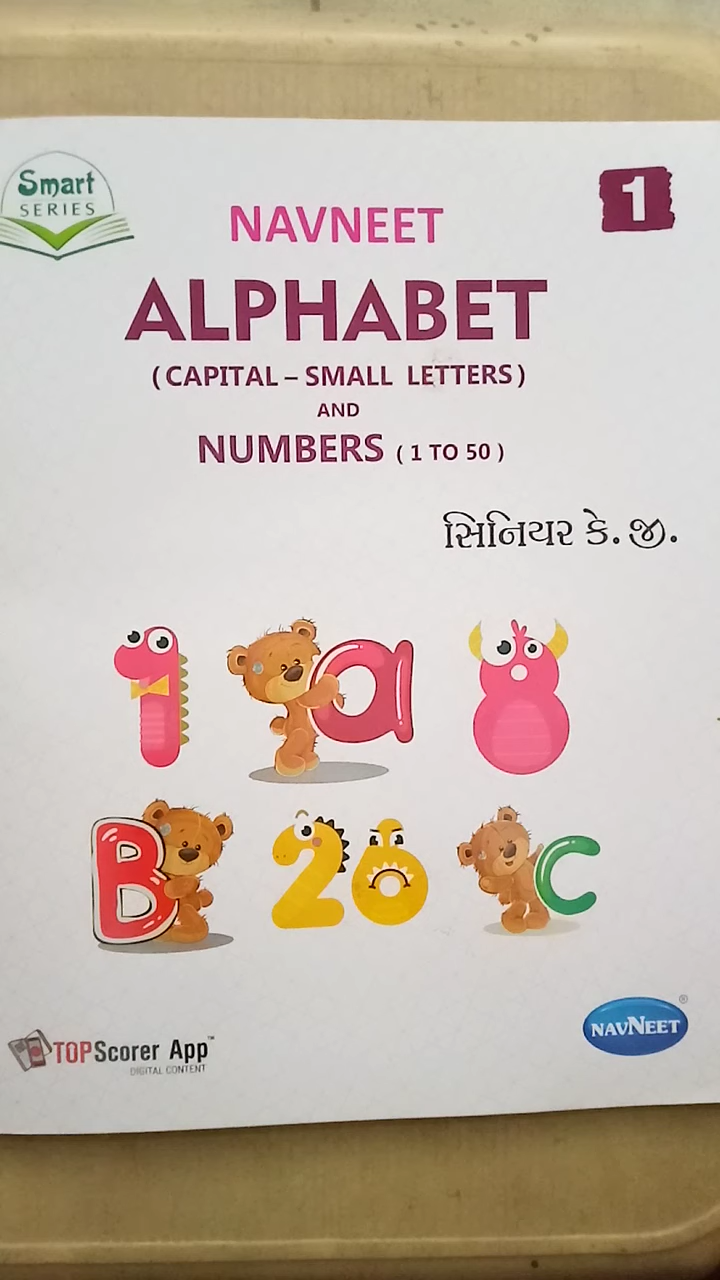 Smart
SERIES
1
NAVNEET
ALPHABET
(CAPITAL – SMALL LETTERS)
AND
NUMBERS (1 TO 50)
સિનિયર કે. જી.
1 a 8
B 26 c
TOPScorer App™
DIGITAL CONTENT
NAVNEET®